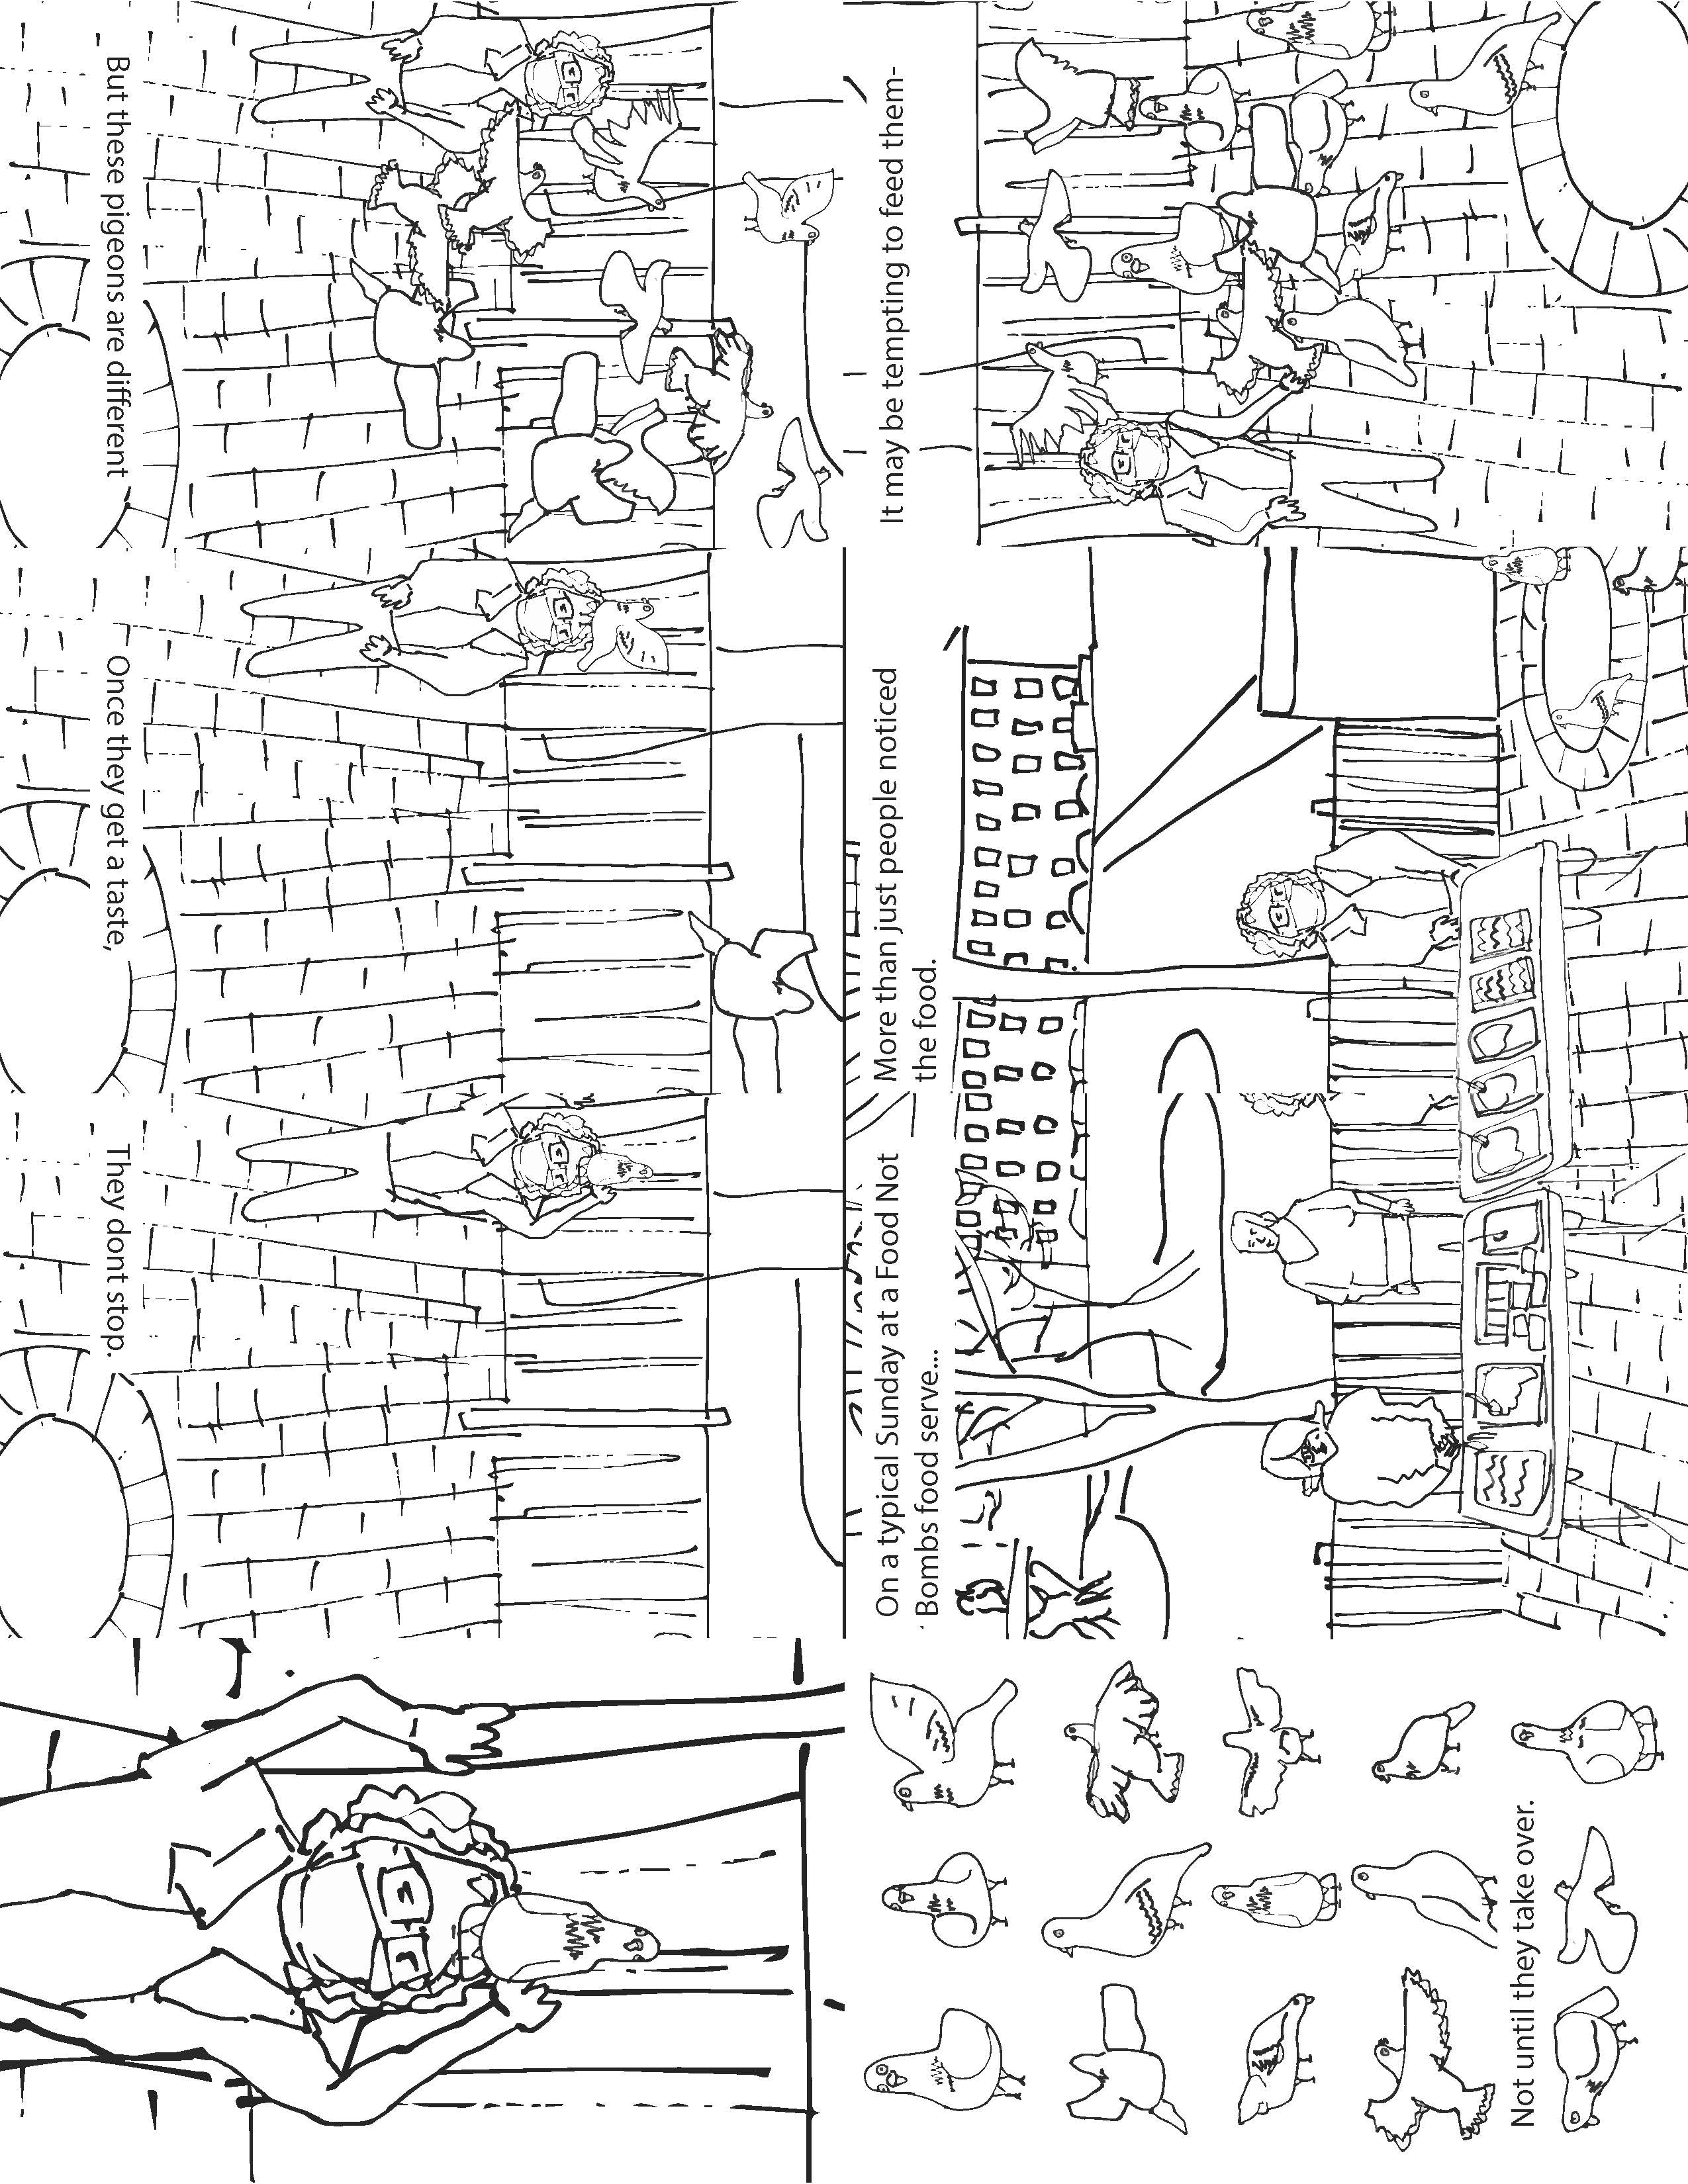 On a typical Sunday at a Food Not
Bombs food serve...
More than just people noticed
the food.
It may be tempting to feed them-
But these pigeons are different
Once they get a taste,
They dont stop.
Not until they take over.